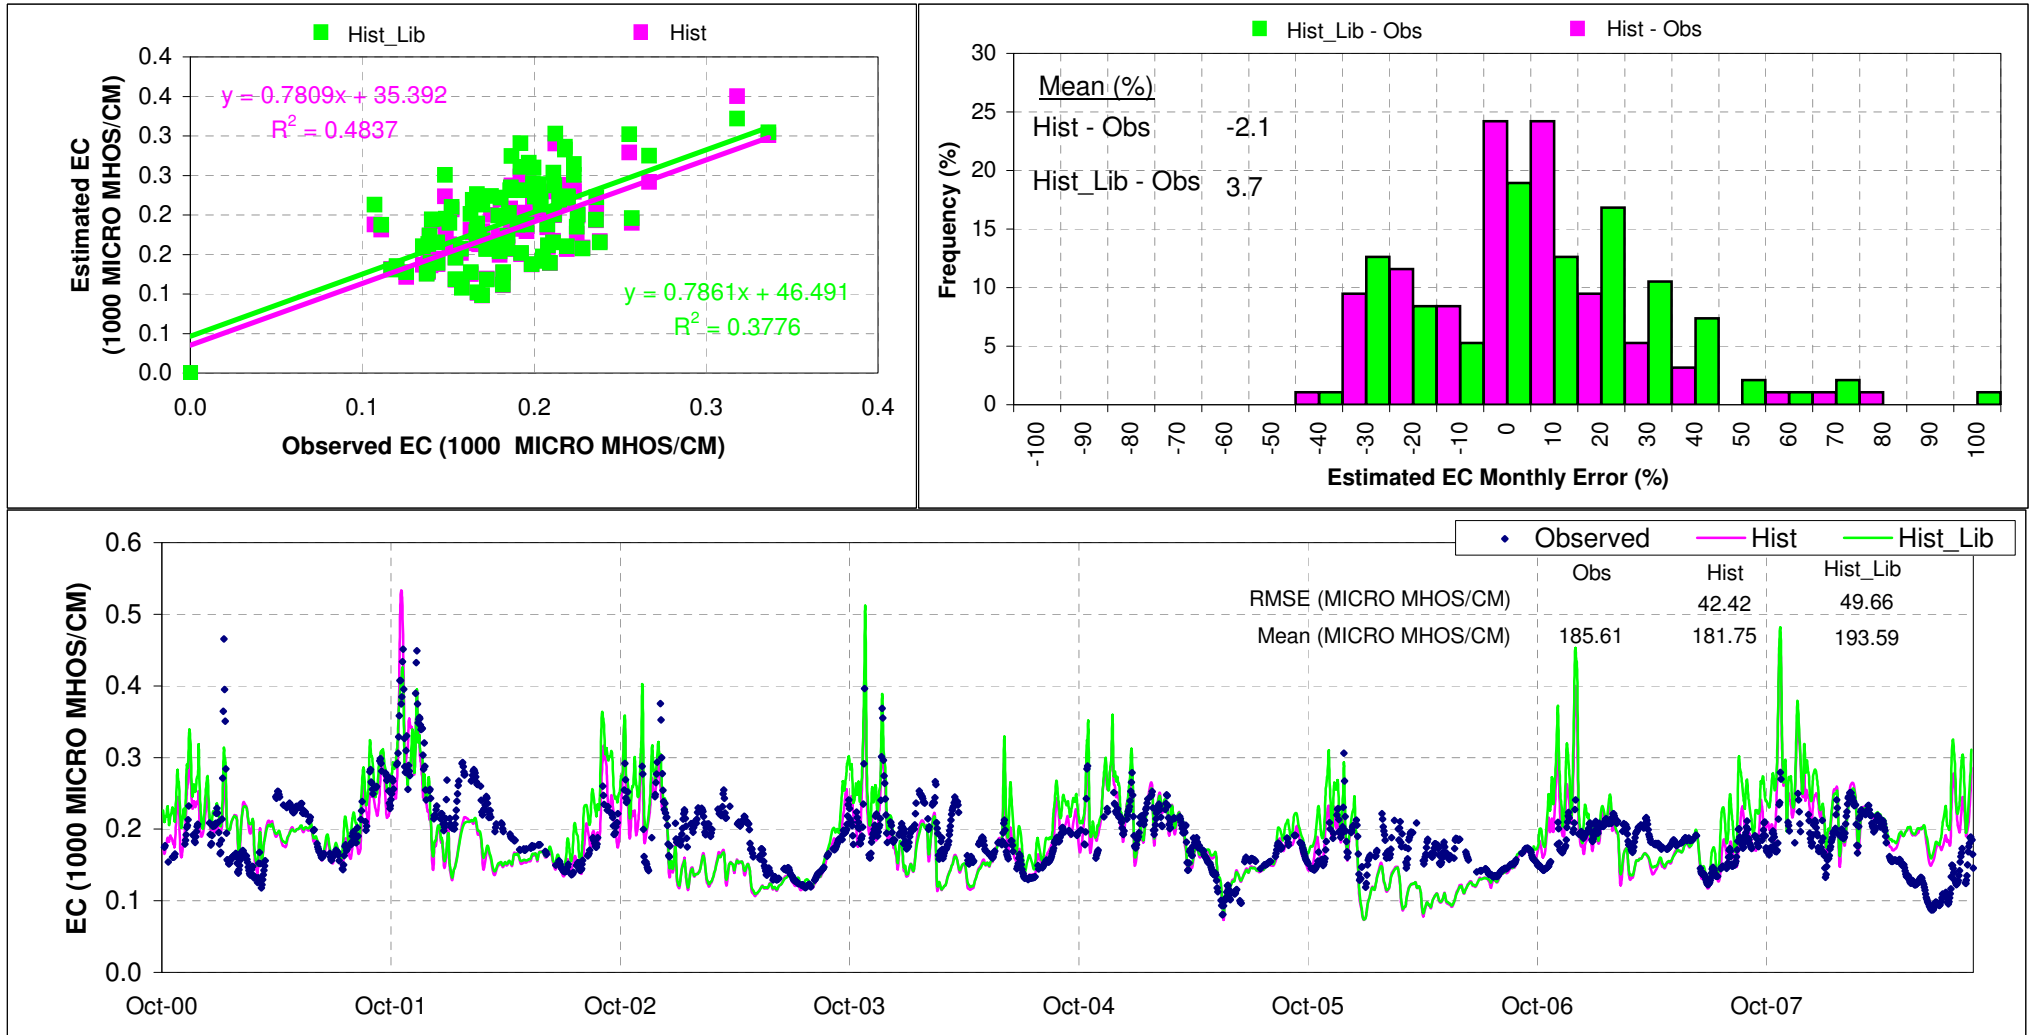 Hist_Lib Hist
Estimated EC
(1000 MICRO MHOS/CM)
0.4
0.4
0.3
0.3
0.2
0.2
0.1
0.1
0.0
y = 0.7809x + 35.392
R² = 0.4837
y = 0.7861x + 46.491
R² = 0.3776
0.0 0.1 0.2 0.3 0.4
Observed EC (1000 MICRO MHOS/CM)
Hist_Lib - Obs Hist - Obs
Frequency (%)
30
25
20
15
10
5
0
Mean (%)
Hist - Obs -2.1
Hist_Lib - Obs 3.7
-100 -90 -80 -70 -60 -50 -40 -30 -20 -10 0 10 20 30 40 50 60 70 80 90 100
Estimated EC Monthly Error (%)
EC (1000 MICRO MHOS/CM)
0.6
0.5
0.4
0.3
0.2
0.1
0.0
Observed Hist Hist_Lib
Obs Hist Hist_Lib
RMSE (MICRO MHOS/CM) 42.42 49.66
Mean (MICRO MHOS/CM) 185.61 181.75 193.59
Oct-00 Oct-01 Oct-02 Oct-03 Oct-04 Oct-05 Oct-06 Oct-07